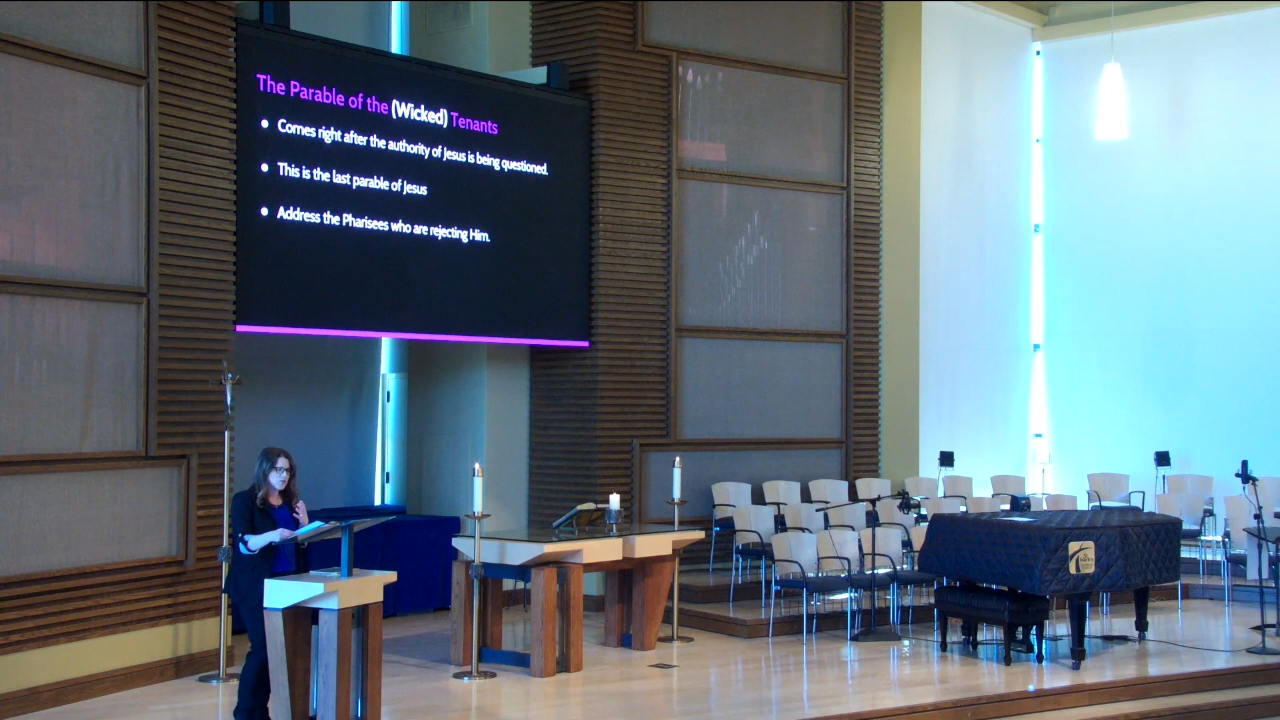 The Parable of the (Wicked) Tenants
• Comes right after the authority of Jesus is being questioned.
• This is the last parable of Jesus
• Address the Pharisees who are rejecting Him.